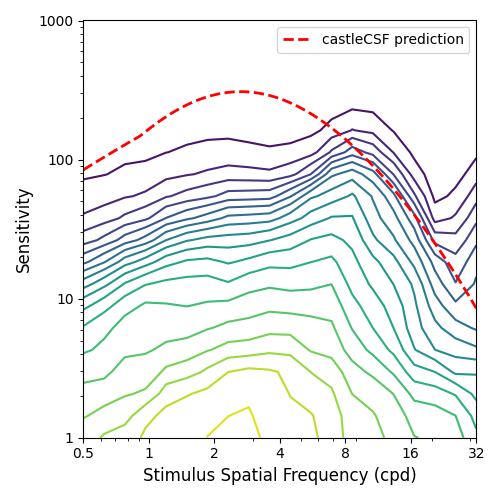 castleCSF prediction
Sensitivity
1000
100
10
1
0.5 1 2 4 8 16 32
Stimulus Spatial Frequency (cpd)